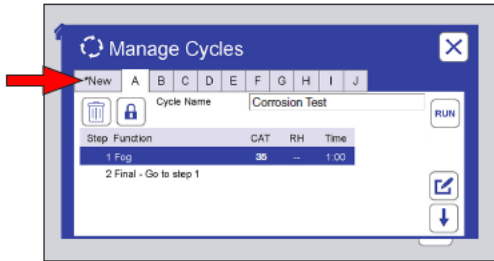 Manage Cycles
*New A B C D E F G H I J
Cycle Name Corrosion Test
RUN
Step Function CAT RH Time
1 Fog 35 -- 1:00
2 Final - Go to step 1